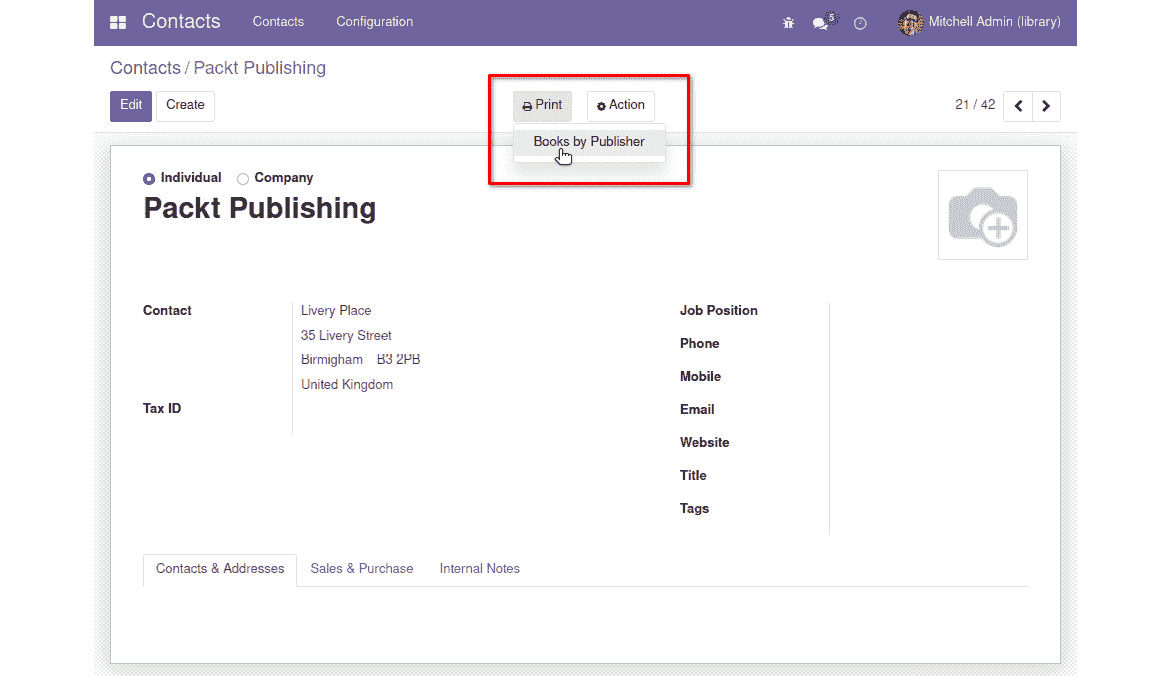 Contacts Contacts Configuration 5 Mitchell Admin (library)
Contacts / Packt Publishing
Edit Create Print Action 21 / 42
Books by Publisher
Individual Company
Packt Publishing
Contact Livery Place Job Position
35 Livery Street
Phone
Birmigham B3 2PB
Mobile
United Kingdom
Tax ID Email
Website
Title
Tags
Contacts & Addresses Sales & Purchase Internal Notes